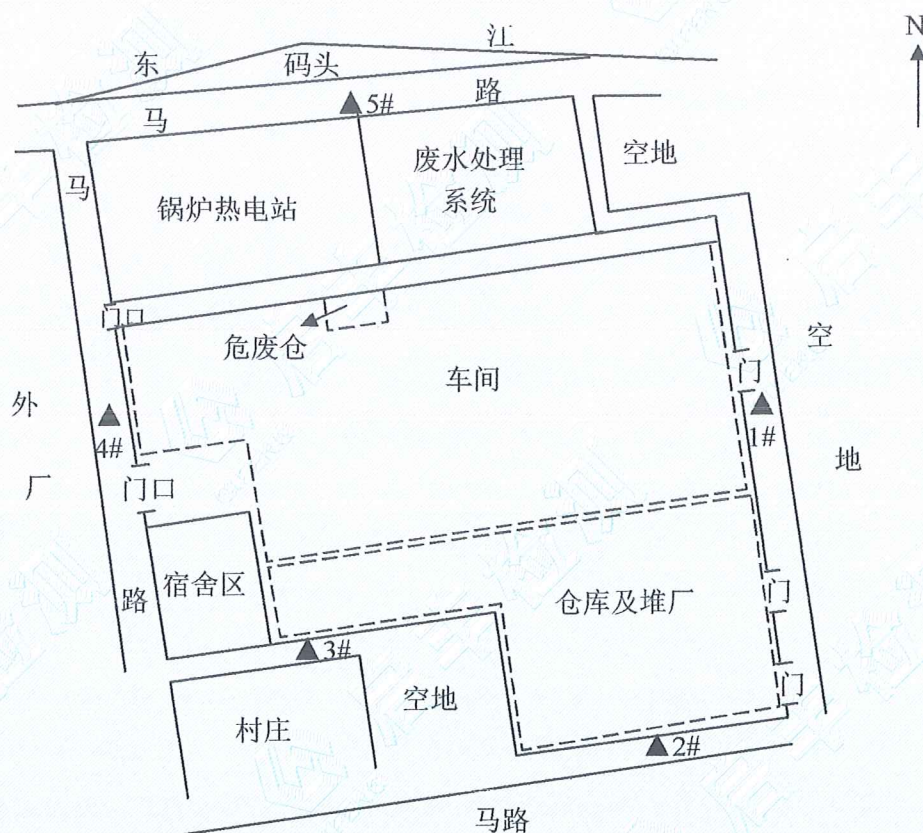 N
东
码头
江
马
路
5#
锅炉热电站
废水处理
系统
空地
马
门口
危废仓
车间
空
地
外
厂
4#
门
1#
门口
宿舍区
路
仓库及堆厂
门
3#
空地
门
村庄
2#
马路